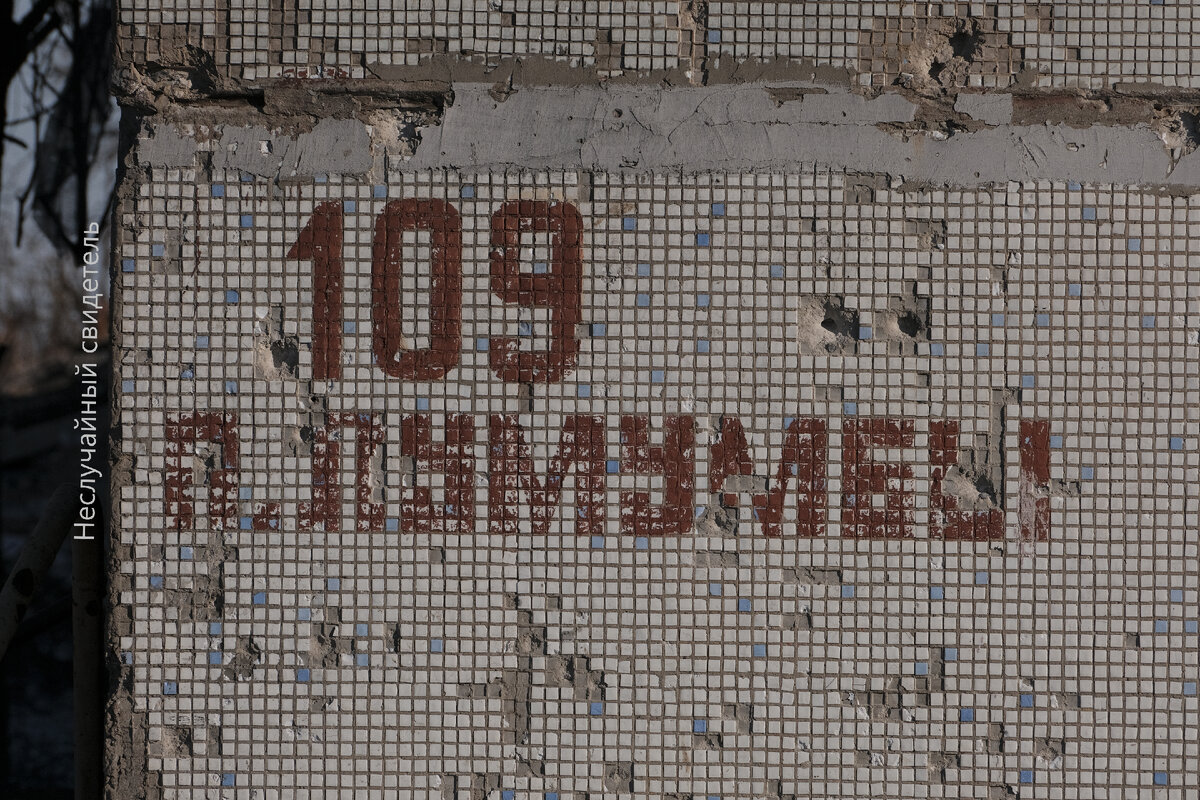 109
П.ЛУМУМБЫ
Неслучайный свидетель